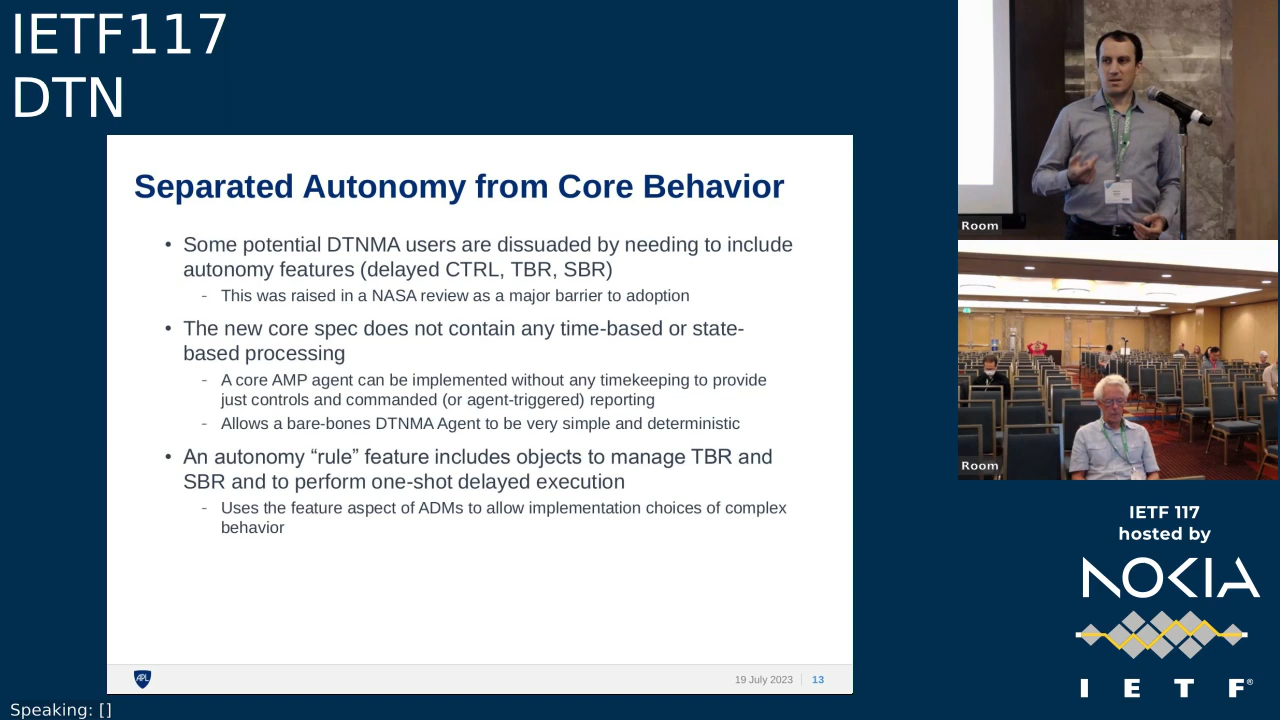 IETF117
DTN
Separated Autonomy from Core Behavior
• Some potential DTNMA users are dissuaded by needing to include
autonomy features (delayed CTRL, TBR, SBR)
- This was raised in a NASA review as a major barrier to adoption
• The new core spec does not contain any time-based or state-
based processing
- A core AMP agent can be implemented without any timekeeping to provide
just controls and commanded (or agent-triggered) reporting
- Allows a bare-bones DTNMA Agent to be very simple and deterministic
• An autonomy “rule” feature includes objects to manage TBR and
SBR and to perform one-shot delayed execution
- Uses the feature aspect of ADMs to allow implementation choices of complex
behavior
APL
19 July 2023 | 13
Room
Room
IETF 117
hosted by
NOKIA
I E T F®
Speaking: []